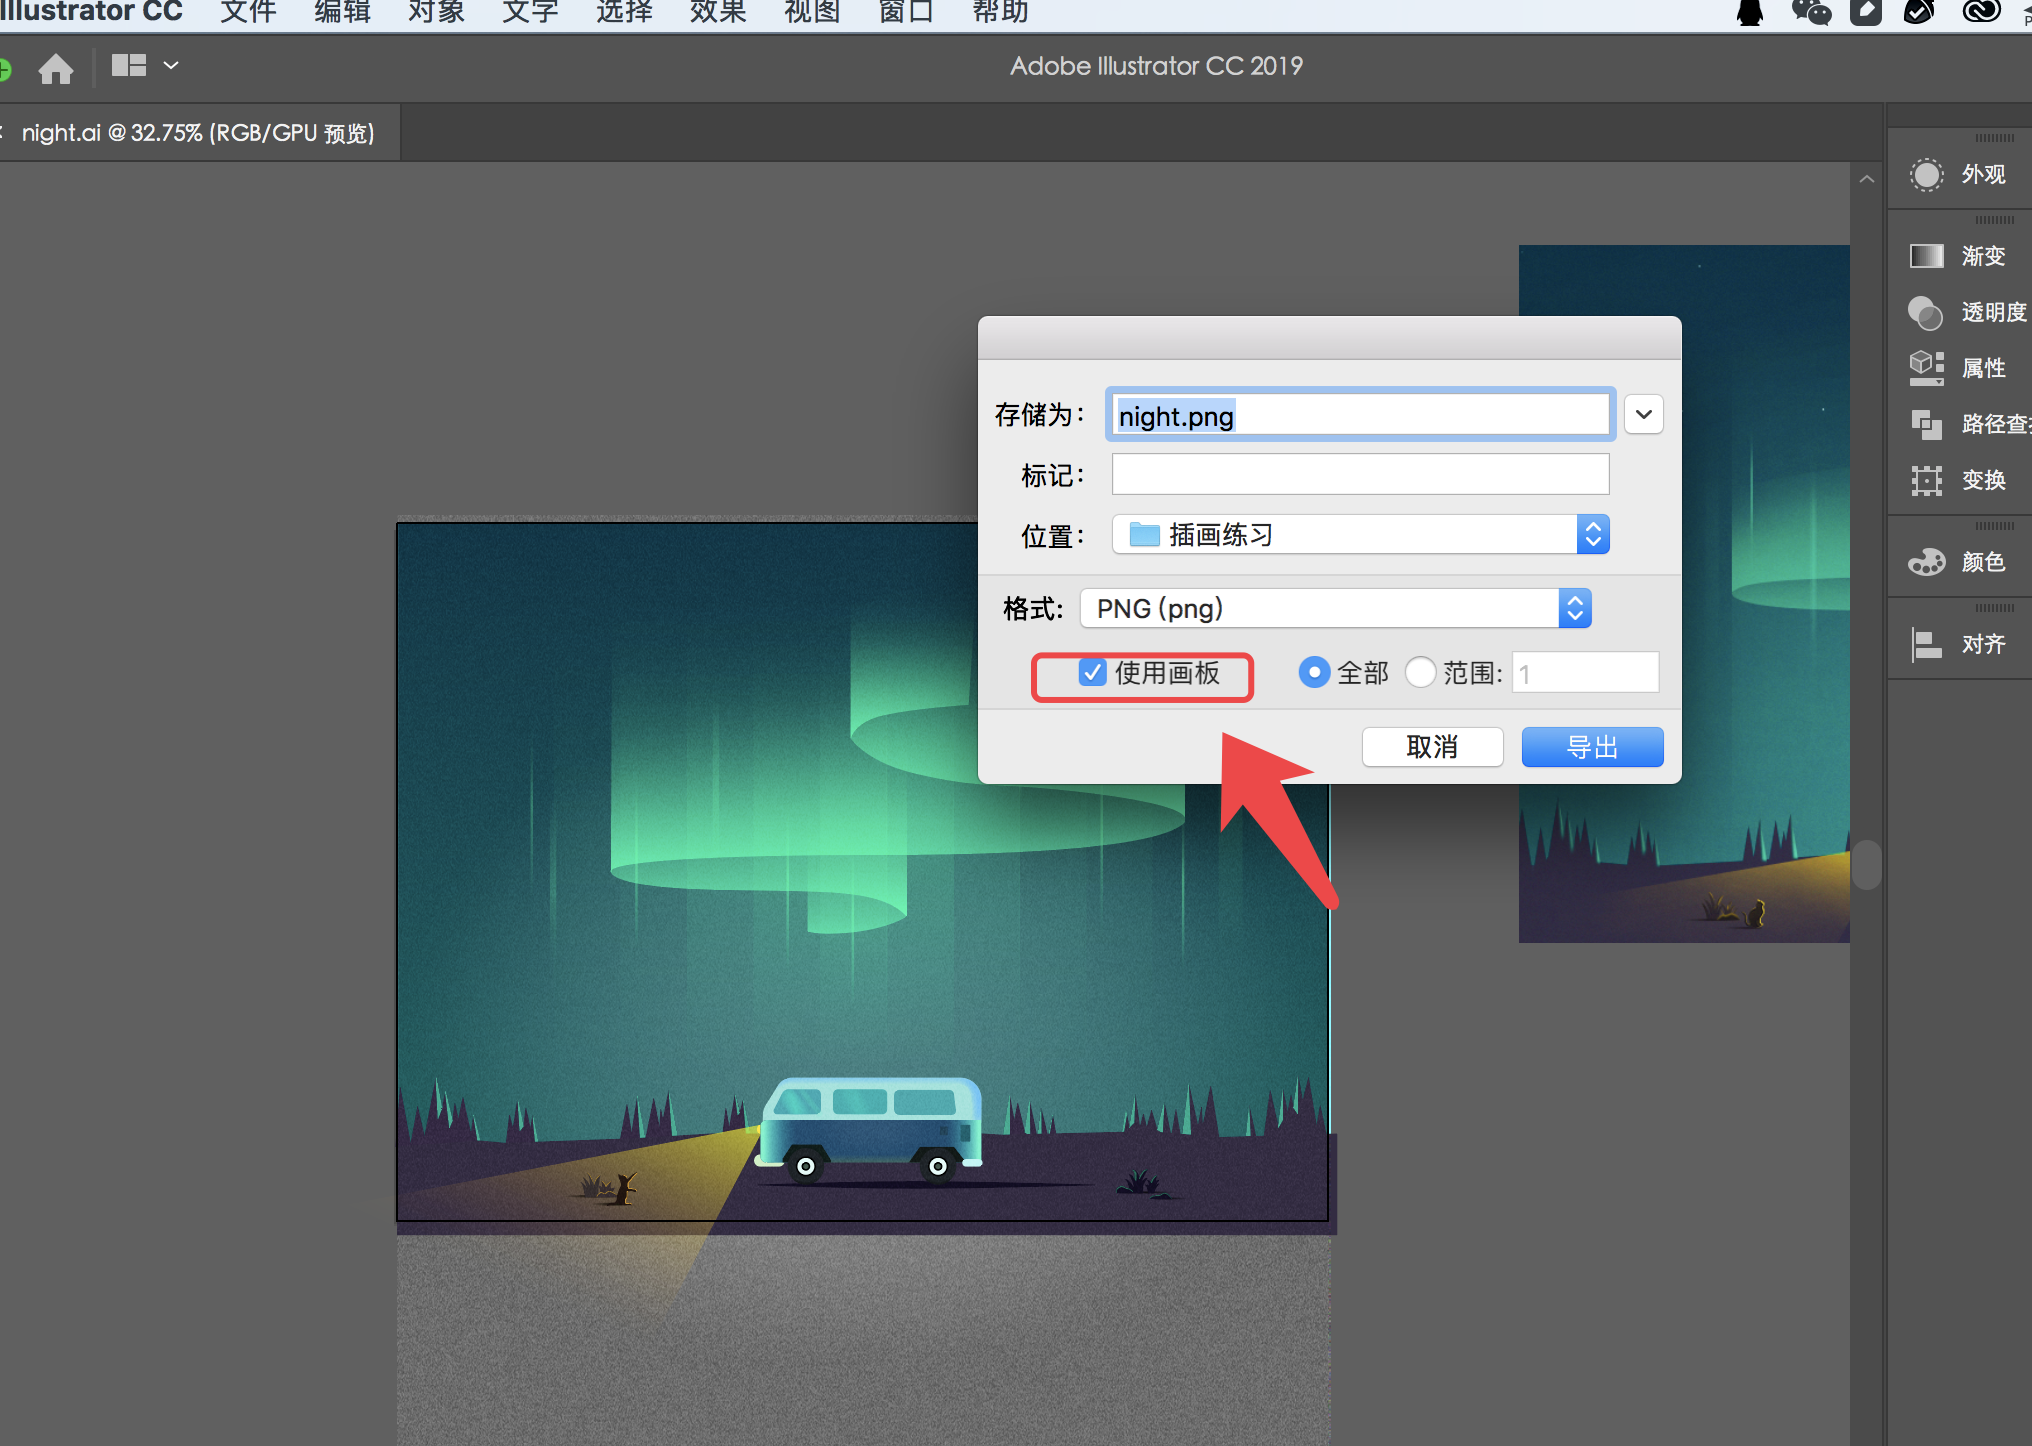 Illustrator CC 文件 编辑 对象 文字 选择 效果 视图 窗口 帮助
Adobe Illustrator CC 2019
night.ai @ 32.75% (RGB/GPU 预览)
外观
渐变
透明度
属性
路径查
变换
颜色
对齐
存储为：
night.png
标记：
位置：
插画练习
格式:
PNG (png)
使用画板
全部
范围:
1
取消
导出